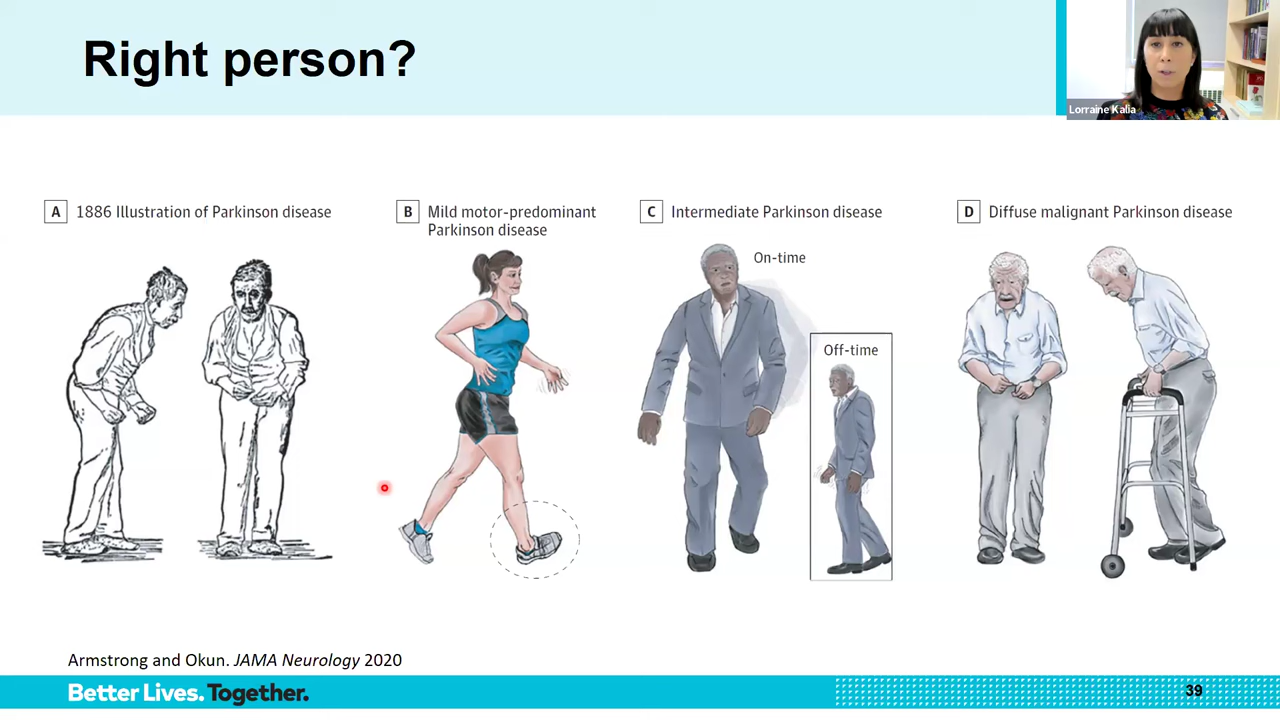 Right person?
Lorraine Kalia
A 1886 Illustration of Parkinson disease
B Mild motor-predominant
Parkinson disease
C Intermediate Parkinson disease
On-time
Off-time
D Diffuse malignant Parkinson disease
Armstrong and Okun. JAMA Neurology 2020
Better Lives. Together.
39